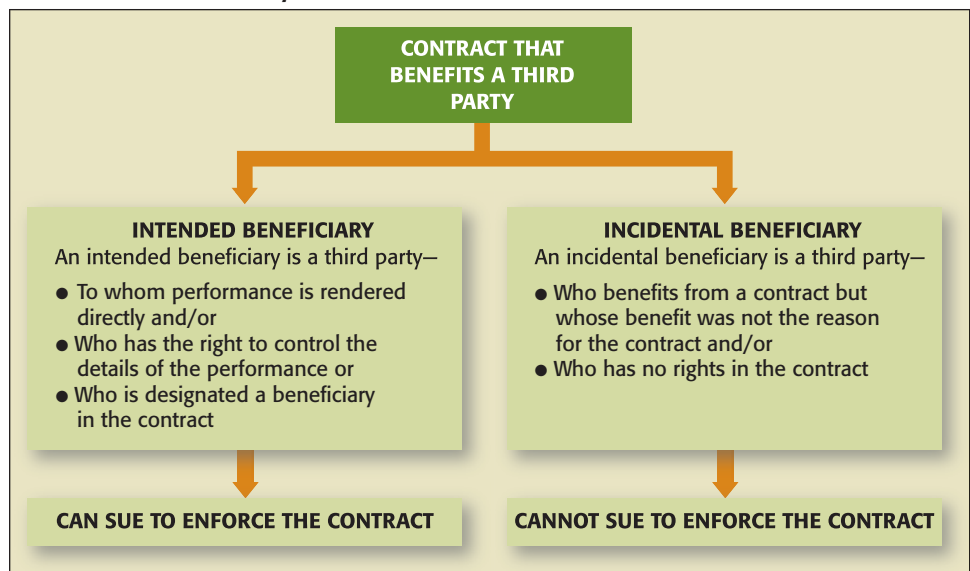 CONTRACT THAT
BENEFITS A THIRD
PARTY
INTENDED BENEFICIARY
An intended beneficiary is a third party—
● To whom performance is rendered
directly and/or
● Who has the right to control the
details of the performance or
● Who is designated a beneficiary
in the contract
INCIDENTAL BENEFICIARY
An incidental beneficiary is a third party—
● Who benefits from a contract but
whose benefit was not the reason
for the contract and/or
● Who has no rights in the contract
CAN SUE TO ENFORCE THE CONTRACT
CANNOT SUE TO ENFORCE THE CONTRACT